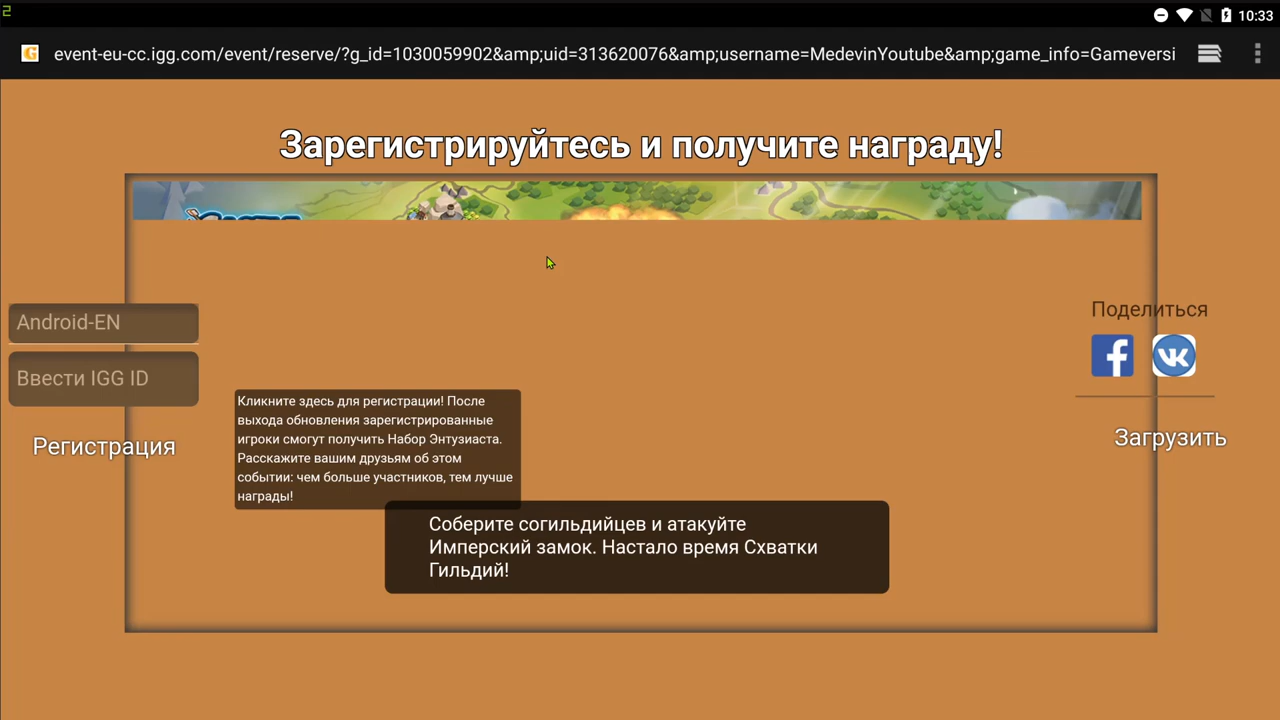 2
10:33
event-eu-cc.igg.com/event/reserve/?g_id=1030059902&amp;uid=313620076&amp;username=MedevinYoutube&amp;game_info=Gameversi
Зарегистрируйтесь и получите награду!
Android-EN
Ввести IGG ID
Регистрация
Кликните здесь для регистрации! После
выхода обновления зарегистрированные
игроки смогут получить Набор Энтузиаста.
Расскажите вашим друзьям об этом
событии: чем больше участников, тем лучше
награды!
Соберите согильдийцев и атакуйте
Имперский замок. Настало время Схватки
Гильдий!
Поделиться
Загрузить